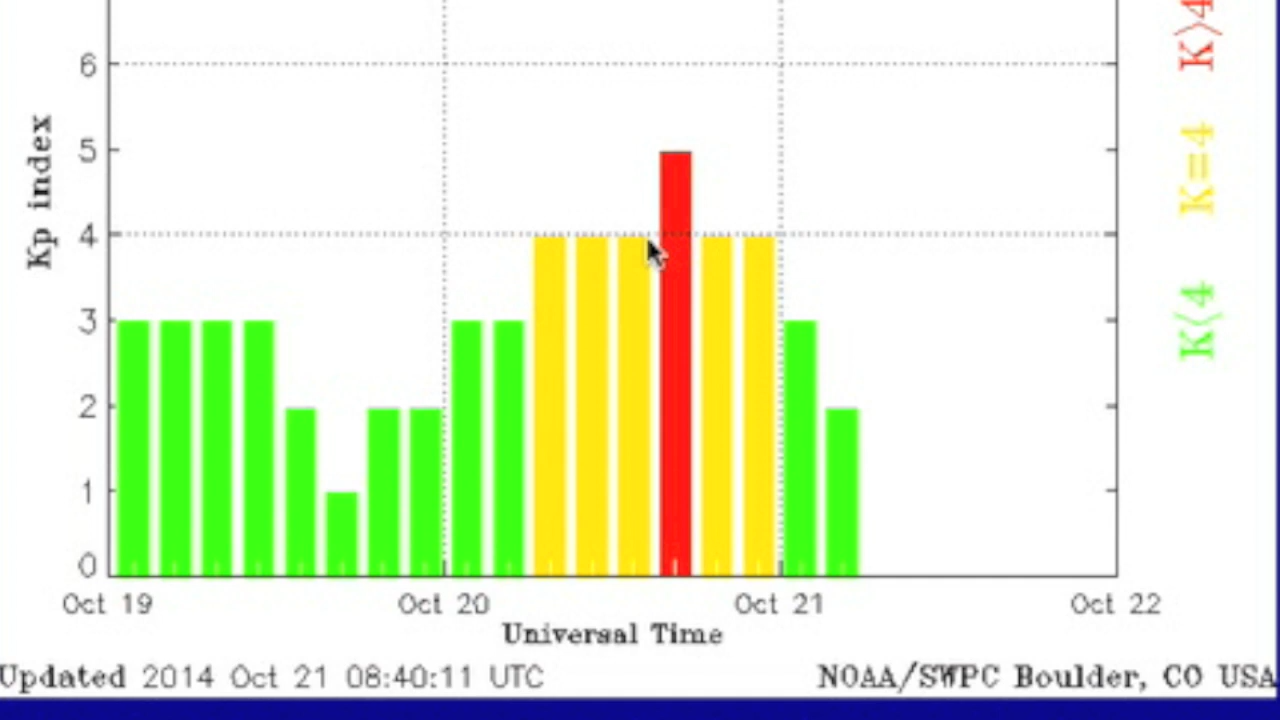 6
5
4
3
2
1
0
Kp index
Oct 19 Oct 20 Oct 21 Oct 22
Universal Time
Updated 2014 Oct 21 08:40:11 UTC NOAA/SWPC Boulder, CO USA
K<4 K=4 K>4